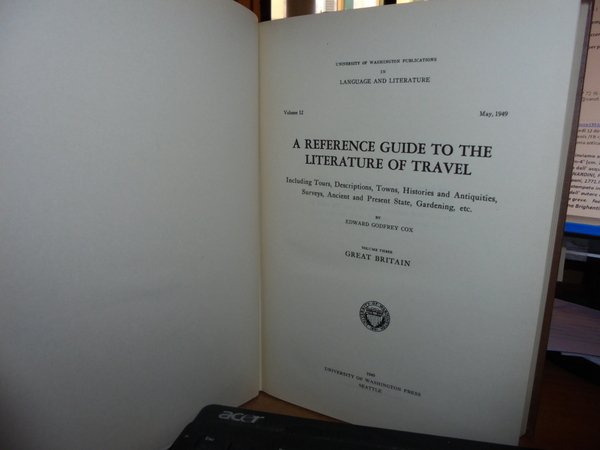 UNIVERSITY OF WASHINGTON PUBLICATIONS
IN
LANGUAGE AND LITERATURE
Volume 12 May, 1949
A REFERENCE GUIDE TO THE
LITERATURE OF TRAVEL
Including Tours, Descriptions, Towns, Histories and Antiquities,
Surveys, Ancient and Present State, Gardening, etc.
BY
EDWARD GODFREY COX
VOLUME THREE
GREAT BRITAIN
1949
UNIVERSITY OF WASHINGTON PRESS
SEATTLE
acer